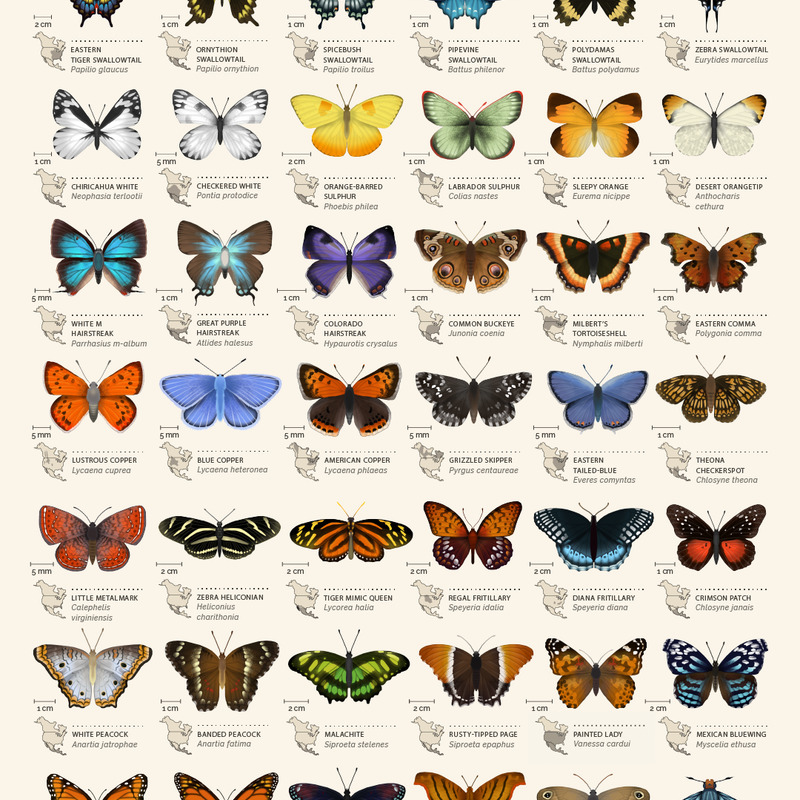 2 cm
1 cm
1 cm
1 cm
1 cm
1 cm
EASTERN
TIGER SWALLOWTAIL
Papilio glaucus
ORNYTHION
SWALLOWTAIL
Papilio ornythion
SPICEBUSH
SWALLOWTAIL
Papilio troilus
PIPEVINE
SWALLOWTAIL
Battus philenor
POLYDAMAS
SWALLOWTAIL
Battus polydamus
ZEBRA SWALLOWTAIL
Eurytides marcellus
1 cm
5 mm
2 cm
1 cm
1 cm
1 cm
CHIRICAHUA WHITE
Neophasia terlootii
CHECKERED WHITE
Pontia protodice
ORANGE-BARRED
SULPHUR
Phoebis philea
LABRADOR SULPHUR
Colias nastes
SLEEPY ORANGE
Eurema nicippe
DESERT ORANGETIP
Anthocharis
cethura
5 mm
1 cm
1 cm
1 cm
1 cm
1 cm
WHITE M
HAIRSTREAK
Parrhasius m-album
GREAT PURPLE
HAIRSTREAK
Atlides halesus
COLORADO
HAIRSTREAK
Hypaurotis crysalus
COMMON BUCKEYE
Junonia coenia
MILBERT'S
TORTOISESHELL
Nymphalis milberti
EASTERN COMMA
Polygonia comma
5 mm
5 mm
5 mm
5 mm
5 mm
1 cm
LUSTROUS COPPER
Lycaena cuprea
BLUE COPPER
Lycaena heteronea
AMERICAN COPPER
Lycaena phlaeas
GRIZZLED SKIPPER
Pyrgus centaureae
EASTERN
TAILED-BLUE
Everes comyntas
THEONA
CHECKERSPOT
Chlosyne theona
5 mm
2 cm
2 cm
2 cm
2 cm
1 cm
LITTLE METALMARK
Calephelis
virginiensis
ZEBRA HELICONIAN
Heliconius
charithonia
TIGER MIMIC QUEEN
Lycorea halia
REGAL FRITILLARY
Speyeria idalia
DIANA FRITILLARY
Speyeria diana
CRIMSON PATCH
Chlosyne janais
1 cm
1 cm
2 cm
2 cm
1 cm
2 cm
WHITE PEACOCK
Anartia jatrophae
BANDED PEACOCK
Anartia fatima
MALACHITE
Siproeta stelenes
RUSTY-TIPPED PAGE
Siproeta epaphus
PAINTED LADY
Vanessa cardui
MEXICAN BLUEWING
Myscelia ethusa